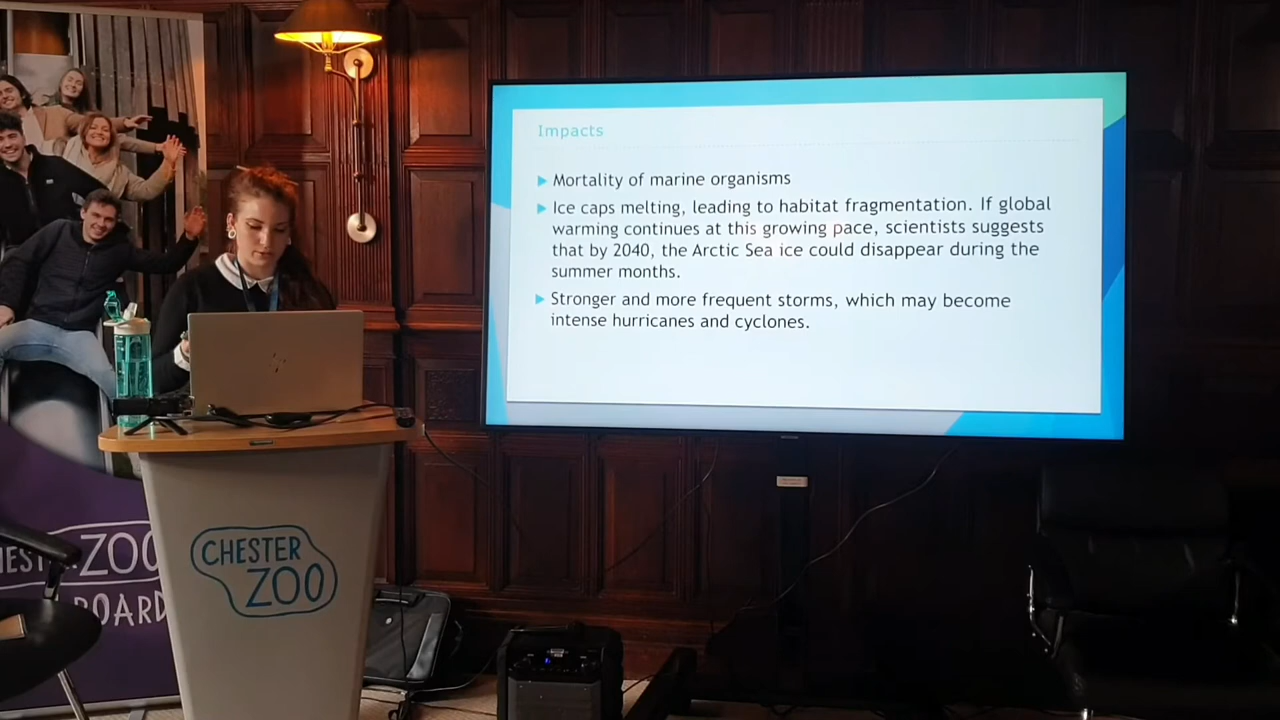 Impacts
Mortality of marine organisms
Ice caps melting, leading to habitat fragmentation. If global
warming continues at this growing pace, scientists suggests
that by 2040, the Arctic Sea ice could disappear during the
summer months.
Stronger and more frequent storms, which may become
intense hurricanes and cyclones.
CHESTER
ZOO
ZOO
BOARD
hp